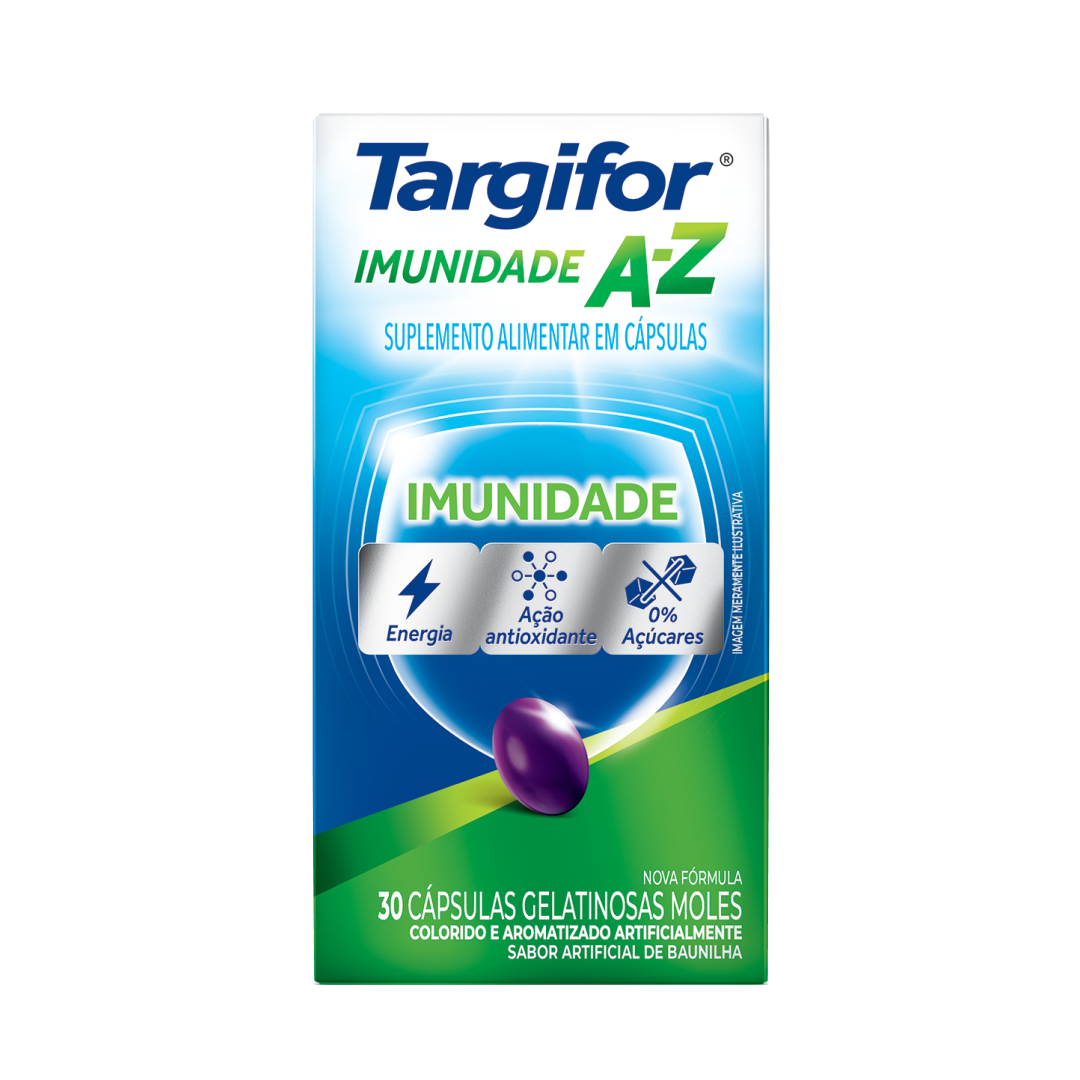 Targifor®
IMUNIDADE A-Z
SUPLEMENTO ALIMENTAR EM CÁPSULAS
IMUNIDADE
Energia
Ação
antioxidante
0%
Açúcares
IMAGEM MERAMENTE ILUSTRATIVA
NOVA FÓRMULA
30 CÁPSULAS GELATINOSAS MOLES
COLORIDO E AROMATIZADO ARTIFICIALMENTE
SABOR ARTIFICIAL DE BAUNILHA